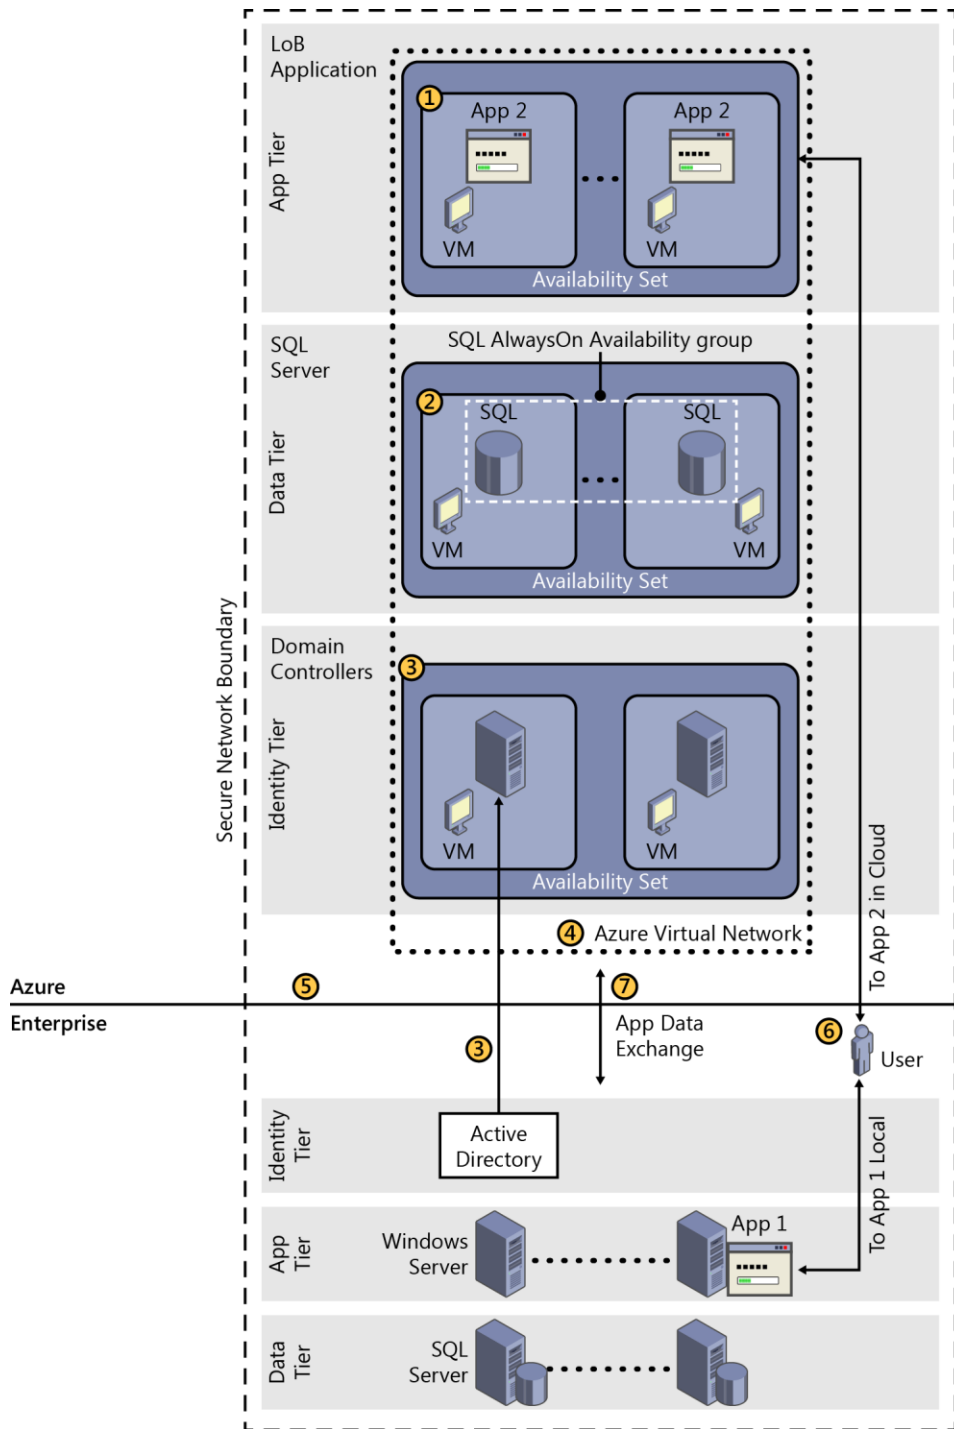 LoB
Application
App Tier
1
App 2
App 2
VM
VM
Availability Set
SQL
Server
SQL AlwaysOn Availability group
Data Tier
2
SQL
SQL
VM
VM
Availability Set
Secure Network Boundary
Domain
Controllers
Identity Tier
3
VM
VM
Availability Set
4
Azure Virtual Network
To App 2 in Cloud
Azure
5
7
Enterprise
3
App Data
Exchange
6
User
Identity
Tier
Active
Directory
To App 1 Local
App
Tier
Windows
Server
App 1
Data
Tier
SQL
Server